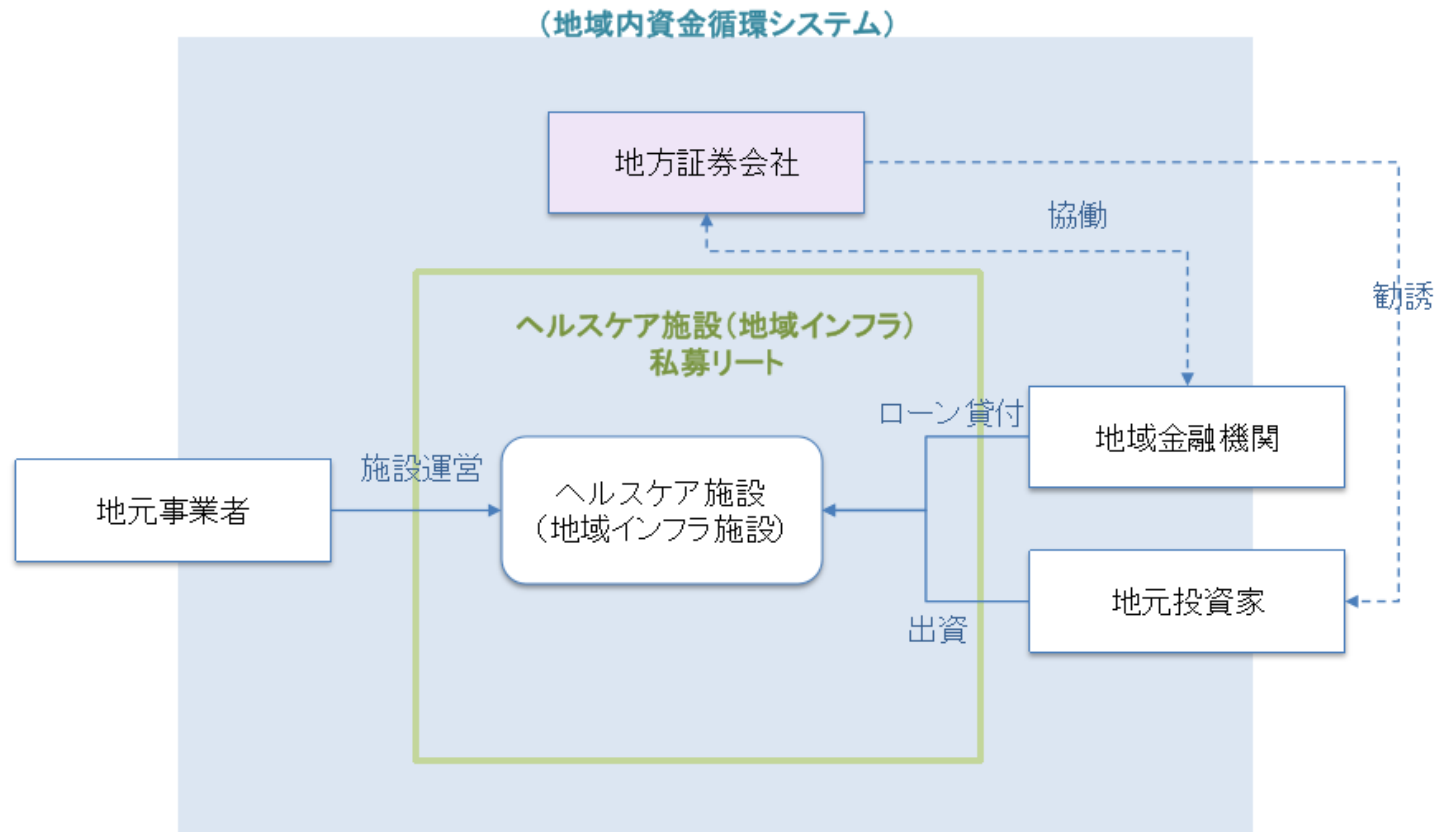 (地域内資金循環システム)
地方証券会社
協働
勧誘
ヘルスケア施設(地域インフラ)
私募リート
ローン貸付
地域金融機関
施設運営
地元事業者
ヘルスケア施設
(地域インフラ施設)
地元投資家
出資